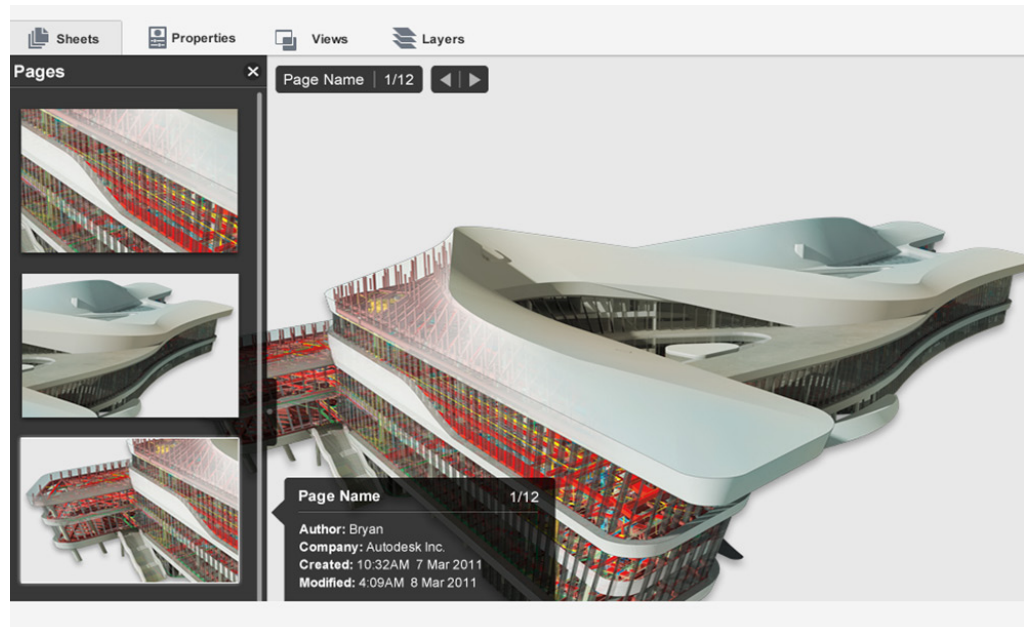 Sheets
Properties
Views
Layers
Pages
Page Name | 1/12
Page Name 1/12
Author: Bryan
Company: Autodesk Inc.
Created: 10:32AM 7 Mar 2011
Modified: 4:09AM 8 Mar 2011